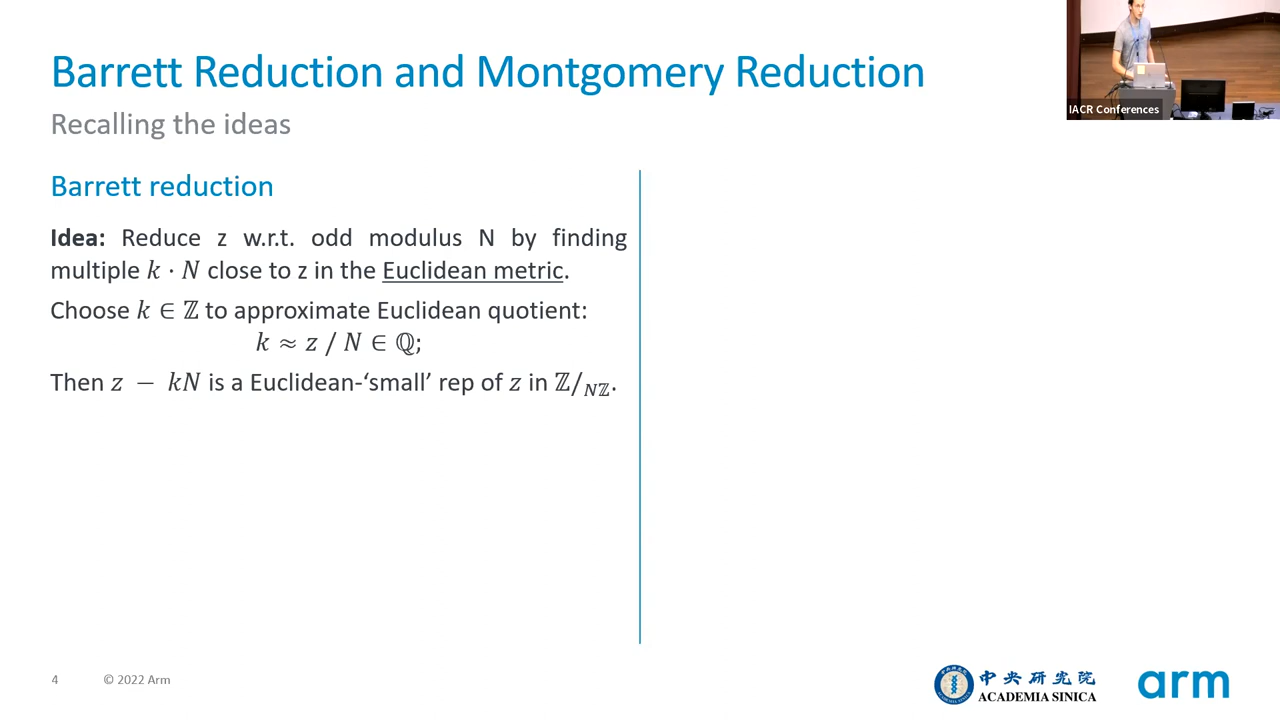 Barrett Reduction and Montgomery Reduction
Recalling the ideas
IACR Conferences
Barrett reduction
Idea: Reduce z w.r.t. odd modulus N by finding
multiple k · N close to z in the Euclidean metric.
Choose k ∈ ℤ to approximate Euclidean quotient:
k ≈ z / N ∈ ℚ;
Then z − kN is a Euclidean-‘small’ rep of z in ℤ/Nℤ.
4 © 2022 Arm
中央研究院
ACADEMIA SINICA
arm